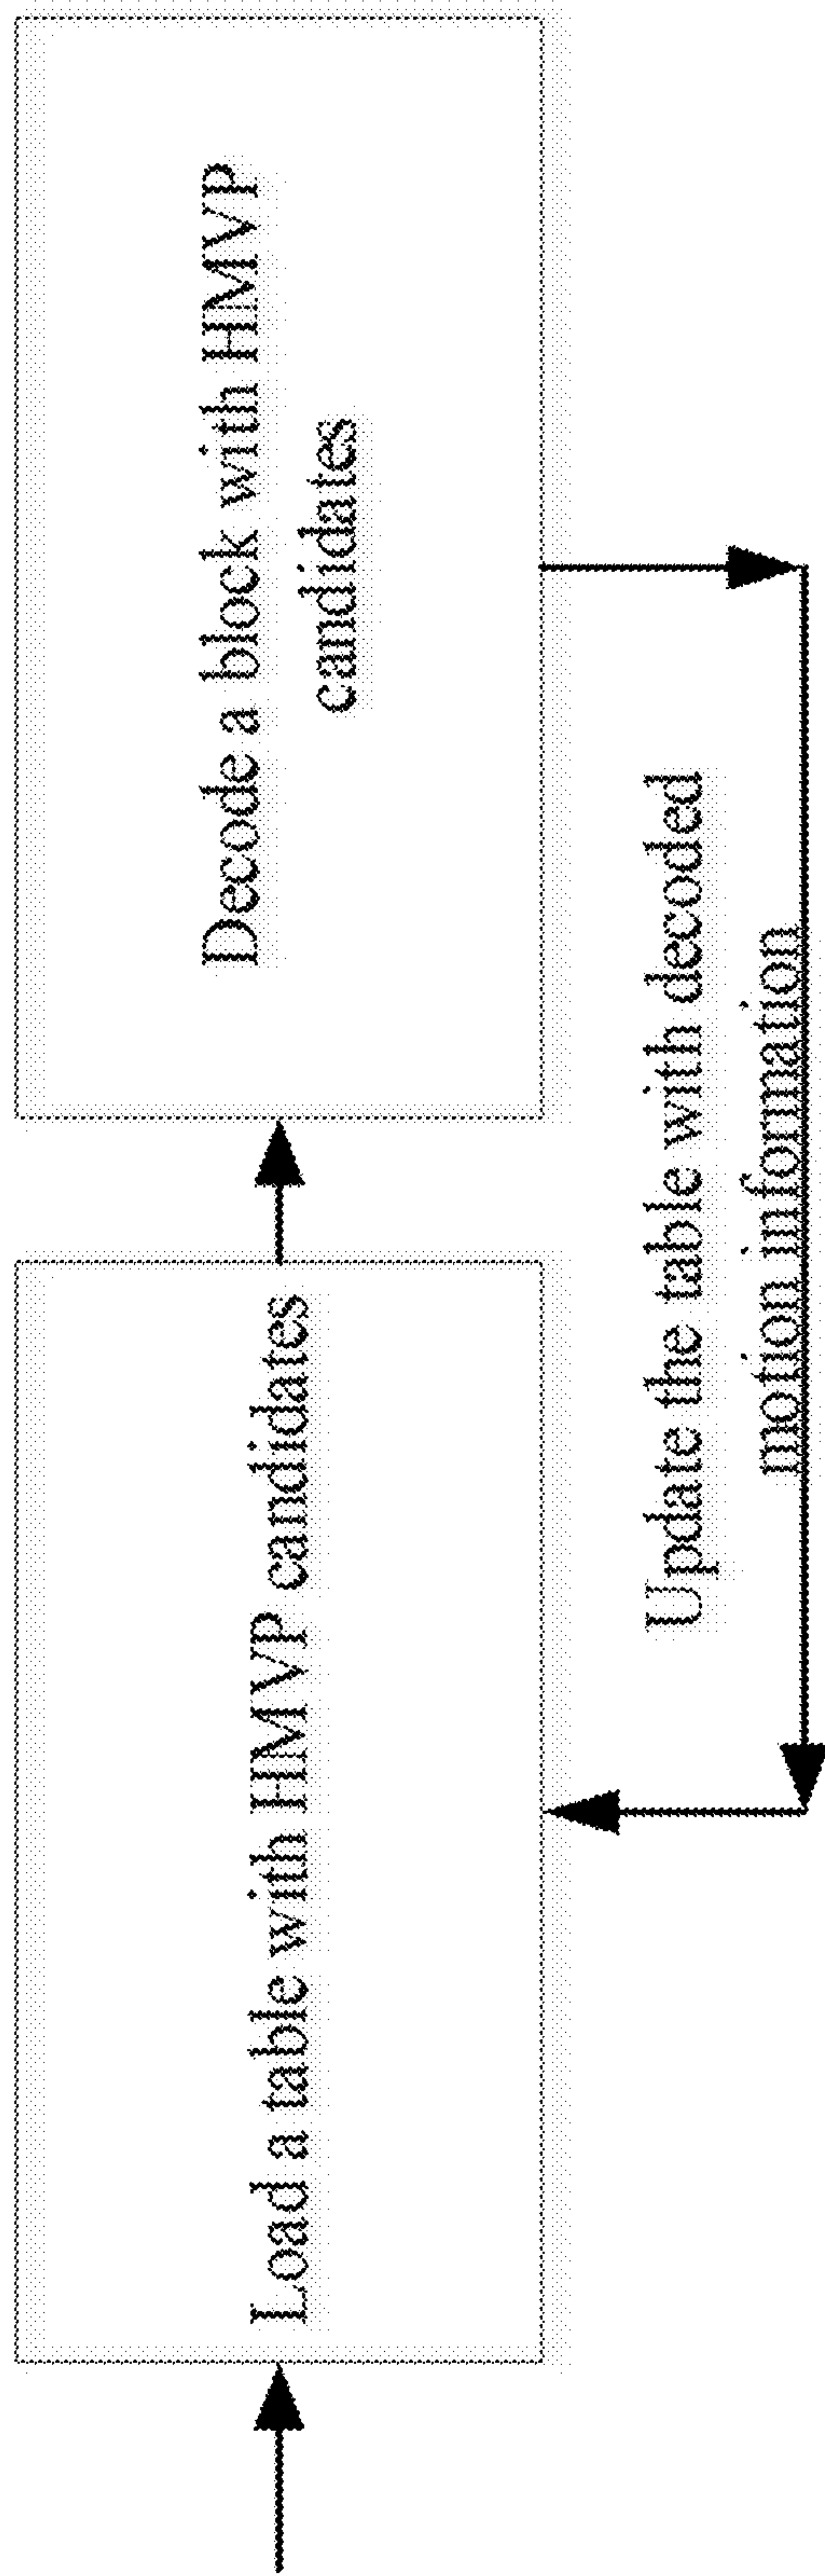 Load a table with HMVP candidates
Decode a block with HMVP
candidates
Update the table with decoded
motion information